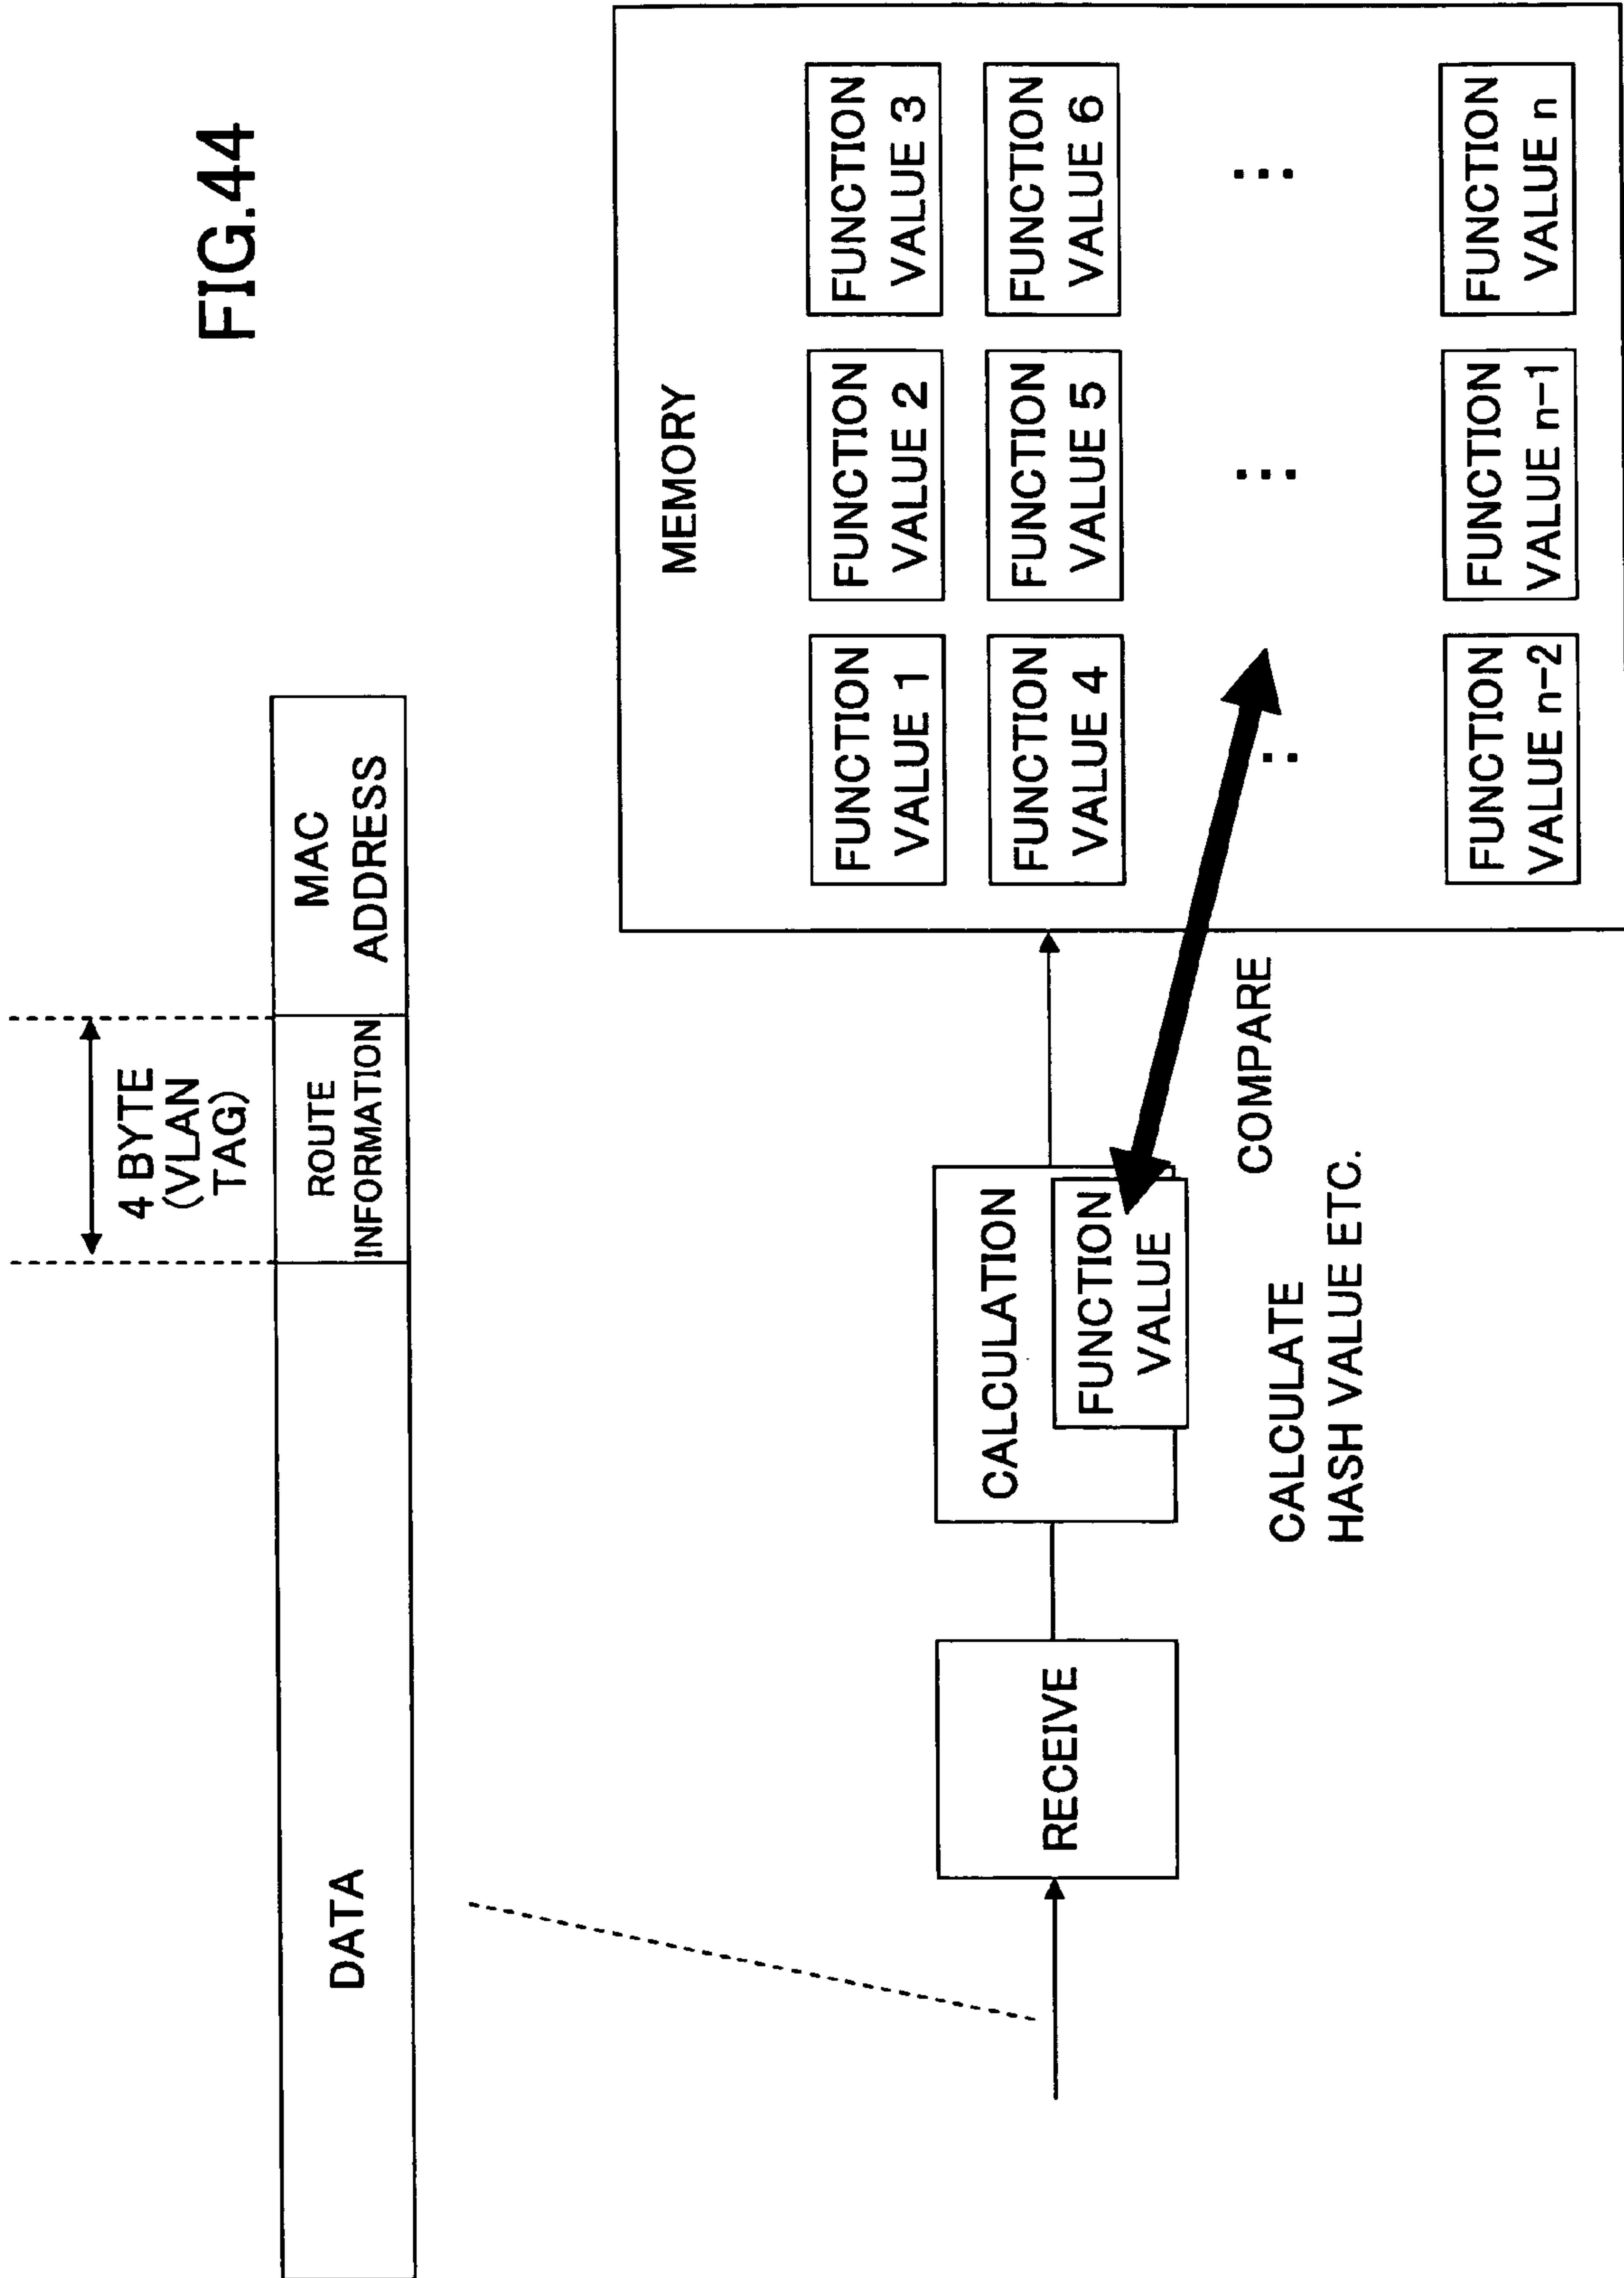 FIG.44
4 BYTE
(VLAN
TAG)
DATA
ROUTE
INFORMATION
MAC
ADDRESS
RECEIVE
CALCULATION
FUNCTION
VALUE
CALCULATE
HASH VALUE ETC.
COMPARE
MEMORY
FUNCTION
VALUE 1
FUNCTION
VALUE 2
FUNCTION
VALUE 3
FUNCTION
VALUE 4
FUNCTION
VALUE 5
FUNCTION
VALUE 6
FUNCTION
VALUE n-2
FUNCTION
VALUE n-1
FUNCTION
VALUE n